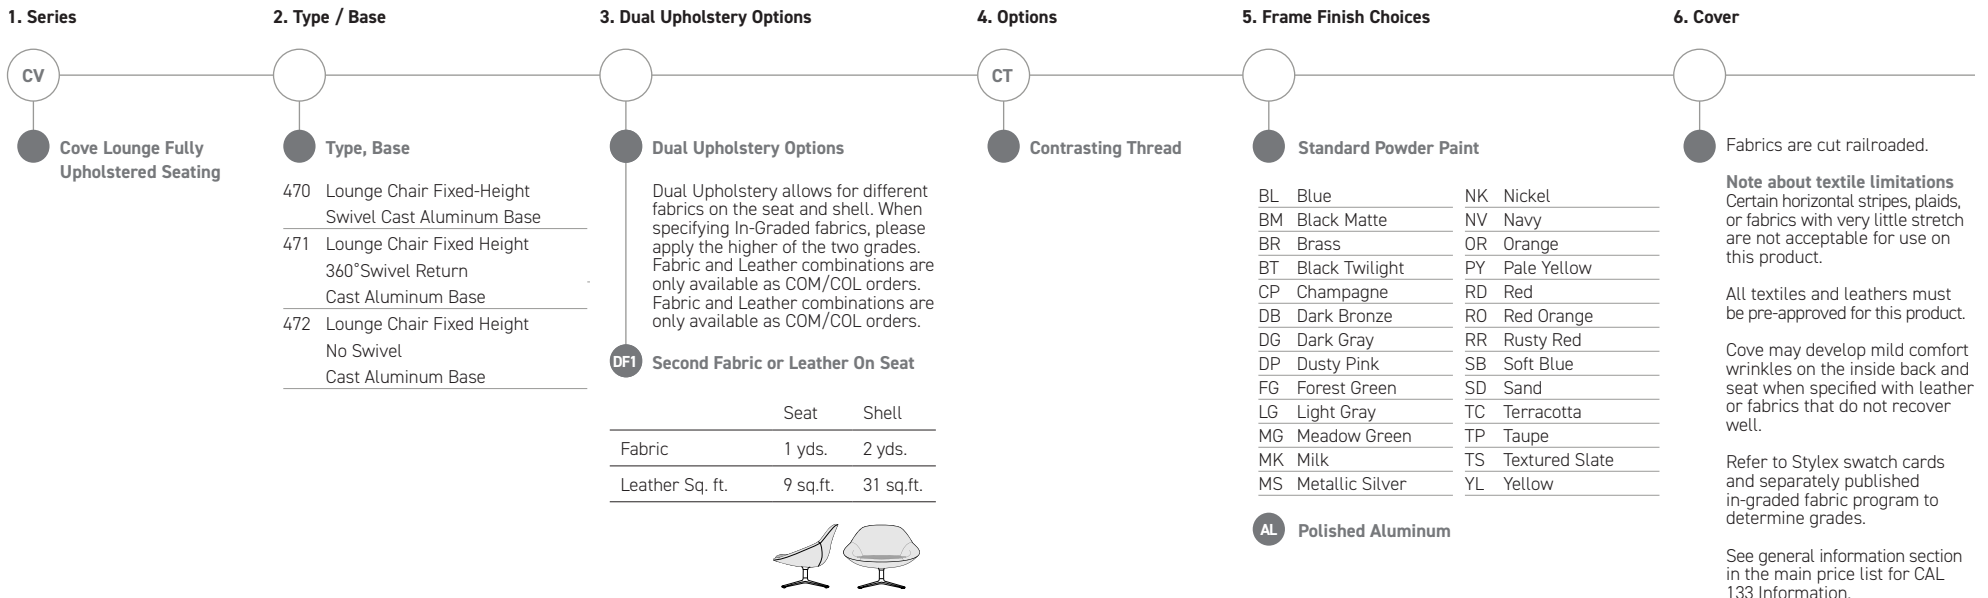 1. Series
2. Type / Base
3. Dual Upholstery Options
4. Options
5. Frame Finish Choices
6. Cover
CV
CT
Cove Lounge Fully
Upholstered Seating
Type, Base
470 Lounge Chair Fixed-Height
Swivel Cast Aluminum Base
471 Lounge Chair Fixed Height
360°Swivel Return
Cast Aluminum Base
472 Lounge Chair Fixed Height
No Swivel
Cast Aluminum Base
Dual Upholstery Options
Dual Upholstery allows for different
fabrics on the seat and shell. When
specifying In-Graded fabrics, please
apply the higher of the two grades.
Fabric and Leather combinations are
only available as COM/COL orders.
Fabric and Leather combinations are
only available as COM/COL orders.
DF1 Second Fabric or Leather On Seat
Seat Shell
Fabric 1 yds. 2 yds.
Leather Sq. ft. 9 sq.ft. 31 sq.ft.
Contrasting Thread
Standard Powder Paint
BL Blue NK Nickel
BM Black Matte NV Navy
BR Brass OR Orange
BT Black Twilight PY Pale Yellow
CP Champagne RD Red
DB Dark Bronze RO Red Orange
DG Dark Gray RR Rusty Red
DP Dusty Pink SB Soft Blue
FG Forest Green SD Sand
LG Light Gray TC Terracotta
MG Meadow Green TP Taupe
MK Milk TS Textured Slate
MS Metallic Silver YL Yellow
AL Polished Aluminum
Fabrics are cut railroaded.
Note about textile limitations
Certain horizontal stripes, plaids,
or fabrics with very little stretch
are not acceptable for use on
this product.
All textiles and leathers must
be pre-approved for this product.
Cove may develop mild comfort
wrinkles on the inside back and
seat when specified with leather
or fabrics that do not recover
well.
Refer to Stylex swatch cards
and separately published
in-graded fabric program to
determine grades.
See general information section
in the main price list for CAL
133 Information.